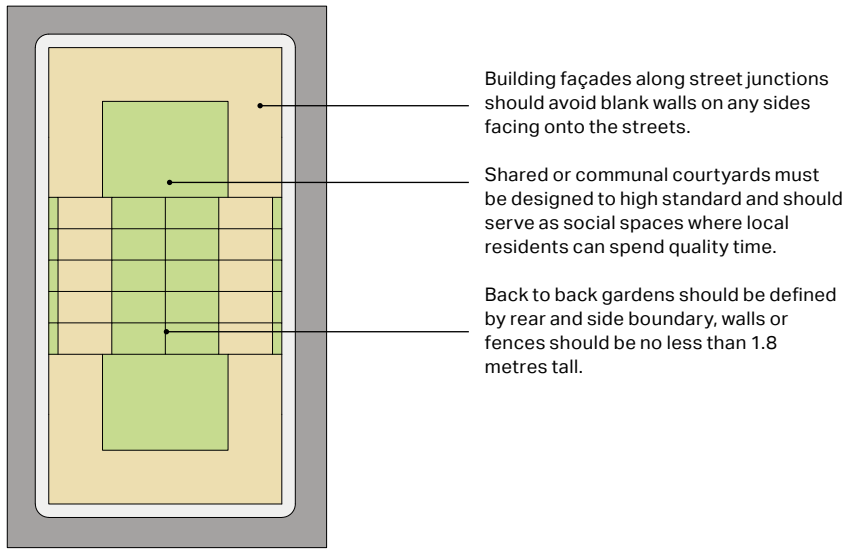 Building façades along street junctions
should avoid blank walls on any sides
facing onto the streets.
Shared or communal courtyards must
be designed to high standard and should
serve as social spaces where local
residents can spend quality time.
Back to back gardens should be defined
by rear and side boundary, walls or
fences should be no less than 1.8
metres tall.